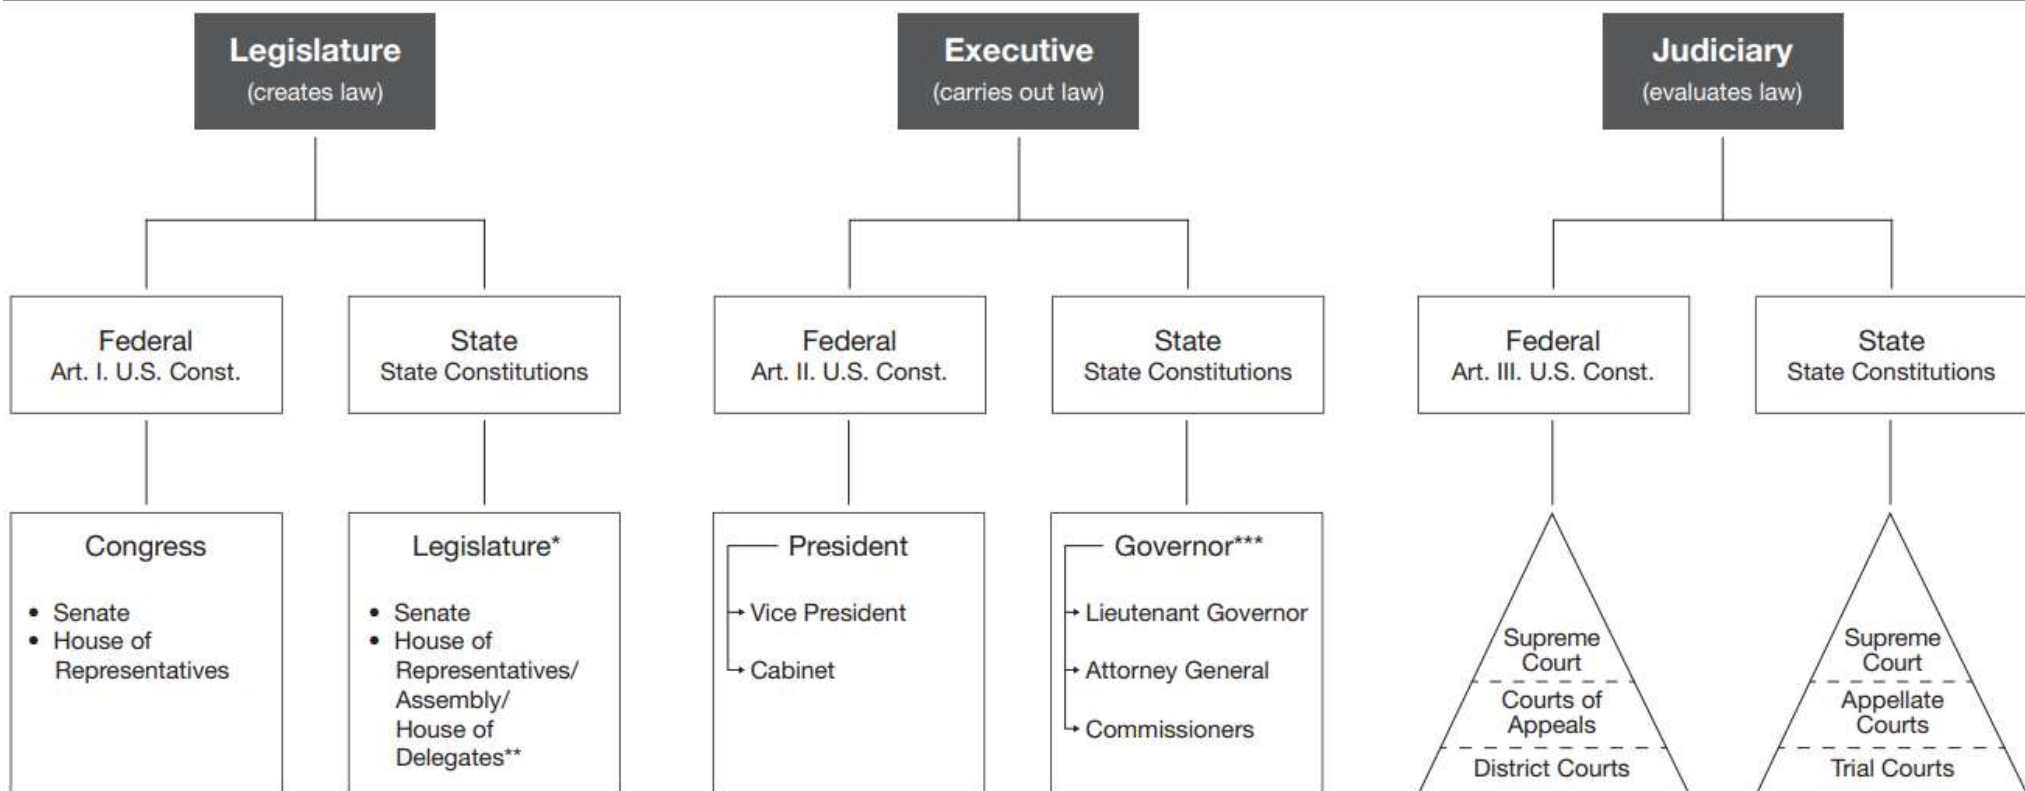 Legislature
(creates law)
Executive
(carries out law)
Judiciary
(evaluates law)
Federal
Art. I. U.S. Const.
State
State Constitutions
Federal
Art. II. U.S. Const.
State
State Constitutions
Federal
Art. III. U.S. Const.
State
State Constitutions
Congress
• Senate
• House of
Representatives
Legislature*
• Senate
• House of
Representatives/
Assembly/
House of
Delegates**
President
Vice President
Cabinet
Governor***
Lieutenant Governor
Attorney General
Commissioners
Supreme
Court
Courts of
Appeals
District Courts
Supreme
Court
Appellate
Courts
Trial Courts